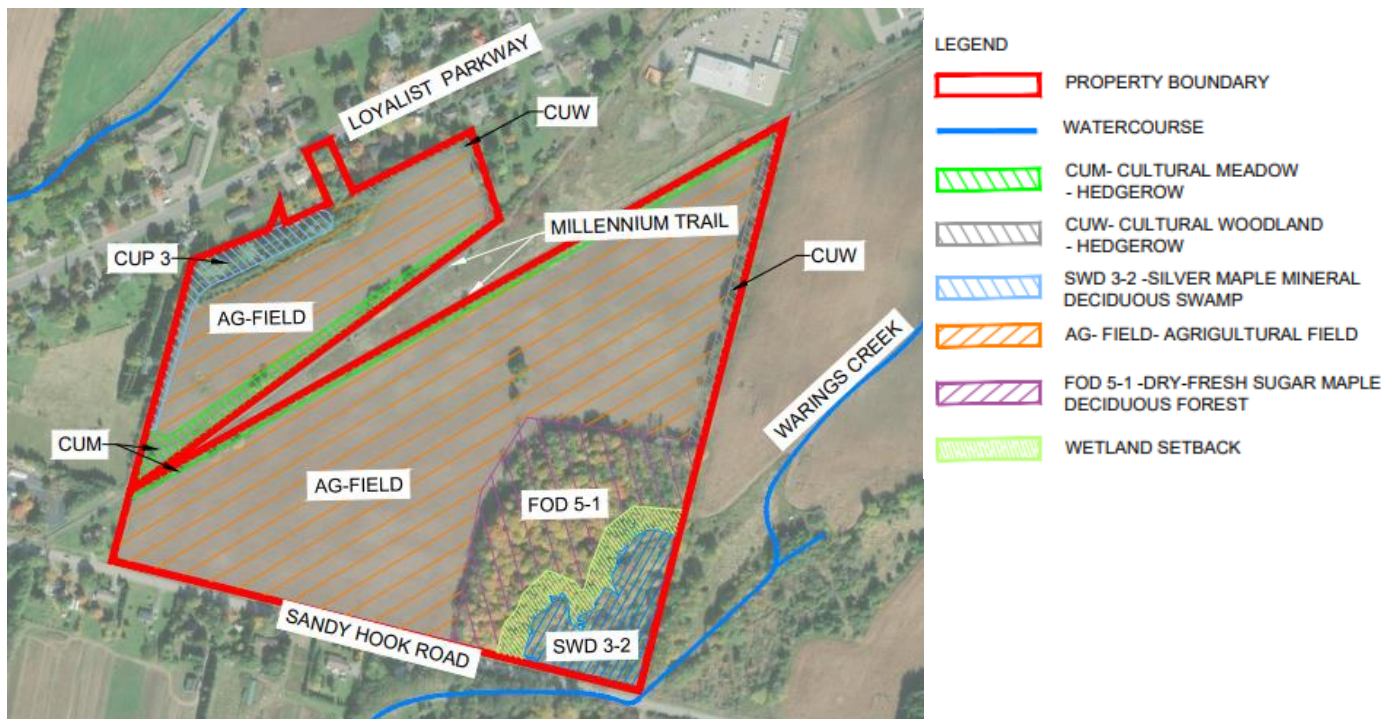 LOYALIST PARKWAY
CUW
MILLENNIUM TRAIL
CUP 3
CUW
AG-FIELD
WARINGS CREEK
CUM
AG-FIELD
FOD 5-1
SANDY HOOK ROAD
SWD 3-2
LEGEND
PROPERTY BOUNDARY
WATERCOURSE
CUM- CULTURAL MEADOW
- HEDGEROW
CUW- CULTURAL WOODLAND
- HEDGEROW
SWD 3-2 -SILVER MAPLE MINERAL
DECIDUOUS SWAMP
AG- FIELD- AGRIGULTURAL FIELD
FOD 5-1 -DRY-FRESH SUGAR MAPLE
DECIDUOUS FOREST
WETLAND SETBACK